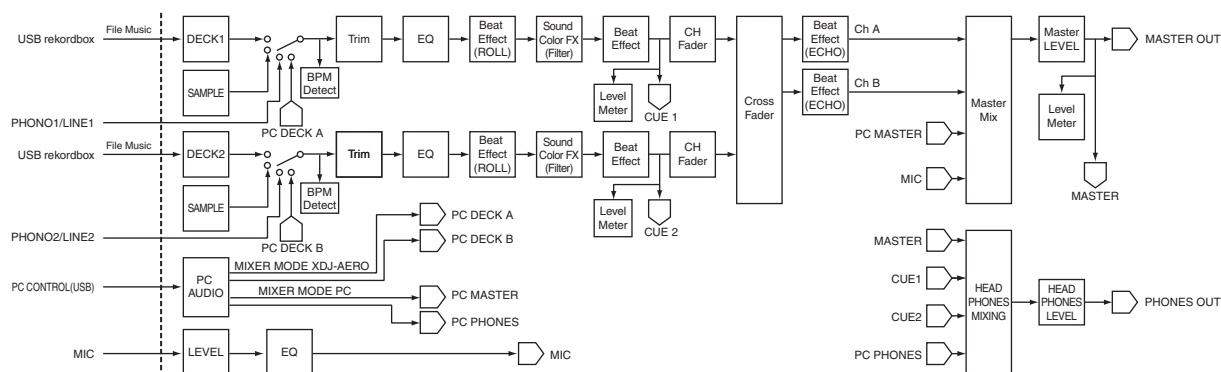 USB rekordbox
File Music
DECK1
SAMPLE
PHONO1/LINE1
PC DECK A
BPM
Detect
Trim
EQ
Beat
Effect
(ROLL)
Sound
Color FX
(Filter)
Beat
Effect
Level
Meter
CUE 1
CH
Fader
Cross
Fader
Beat
Effect
(ECHO)
Ch A
Beat
Effect
(ECHO)
Ch B
PC MASTER
MIC
Master
Mix
Master
LEVEL
Level
Meter
MASTER OUT
MASTER
USB rekordbox
File Music
DECK2
SAMPLE
PHONO2/LINE2
PC DECK B
BPM
Detect
Trim
EQ
Beat
Effect
(ROLL)
Sound
Color FX
(Filter)
Beat
Effect
Level
Meter
CUE 2
CH
Fader
PC CONTROL(USB)
PC
AUDIO
MIXER MODE XDJ-AERO
PC DECK A
PC DECK B
MIXER MODE PC
PC MASTER
PC PHONES
MIC
LEVEL
EQ
MIC
MASTER
CUE1
CUE2
PC PHONES
HEAD
PHONES
MIXING
HEAD
PHONES
LEVEL
PHONES OUT